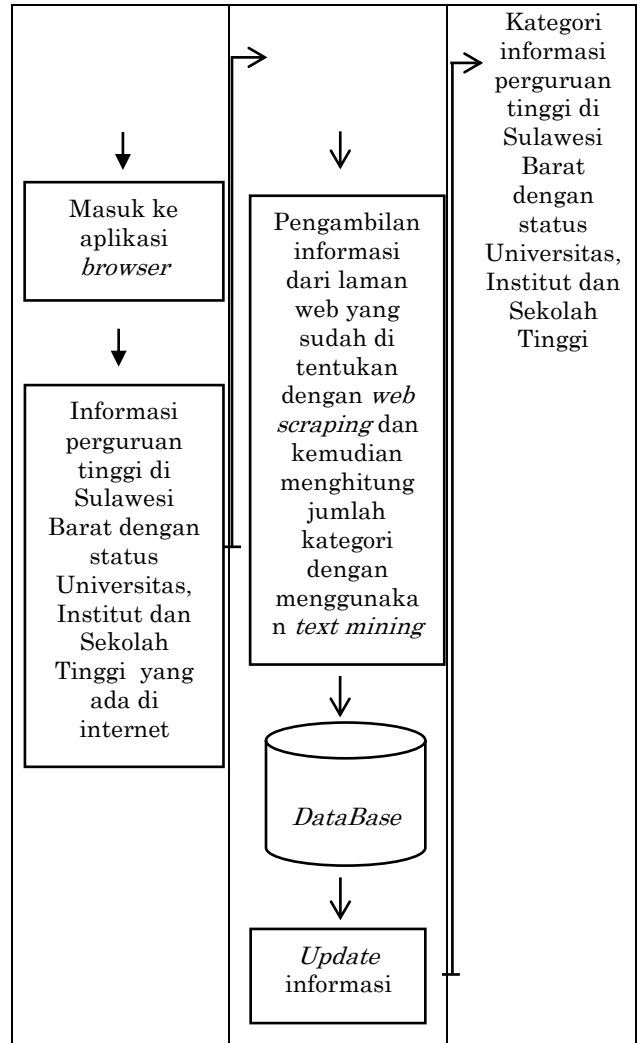 Masuk ke
aplikasi
browser
Informasi
perguruan
tinggi di
Sulawesi
Barat dengan
status
Universitas,
Institut dan
Sekolah
Tinggi yang
ada di
internet
Pengambilan
informasi
dari laman
web yang
sudah di
tentukan
dengan web
scraping dan
kemudian
menghitung
jumlah
kategori
dengan
menggunaka
n text mining
DataBase
Update
informasi
Kategori
informasi
perguruan
tinggi di
Sulawesi
Barat
dengan
status
Universitas,
Institut dan
Sekolah
Tinggi